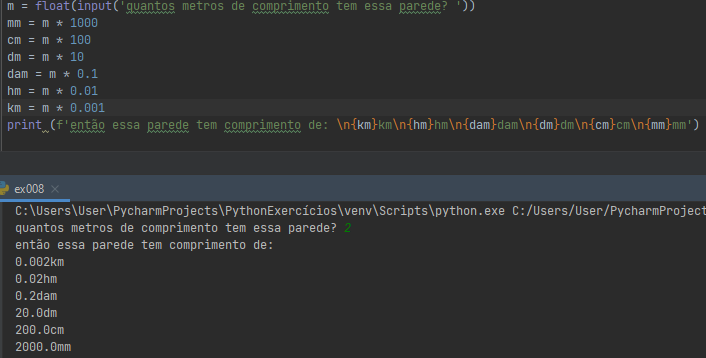 m = float(input('quantos metros de comprimento tem essa parede? '))
mm = m * 1000
cm = m * 100
dm = m * 10
dam = m * 0.1
hm = m * 0.01
km = m * 0.001
print (f'então essa parede tem comprimento de: \n{km}km\n{hm}hm\n{dam}dam\n{dm}dm\n{cm}cm\n{mm}mm')
ex008 ×
C:\Users\User\PycharmProjects\PythonExercícios\venv\Scripts\python.exe C:/Users/User/PycharmProject
quantos metros de comprimento tem essa parede? 2
então essa parede tem comprimento de:
0.002km
0.02hm
0.2dam
20.0dm
200.0cm
2000.0mm